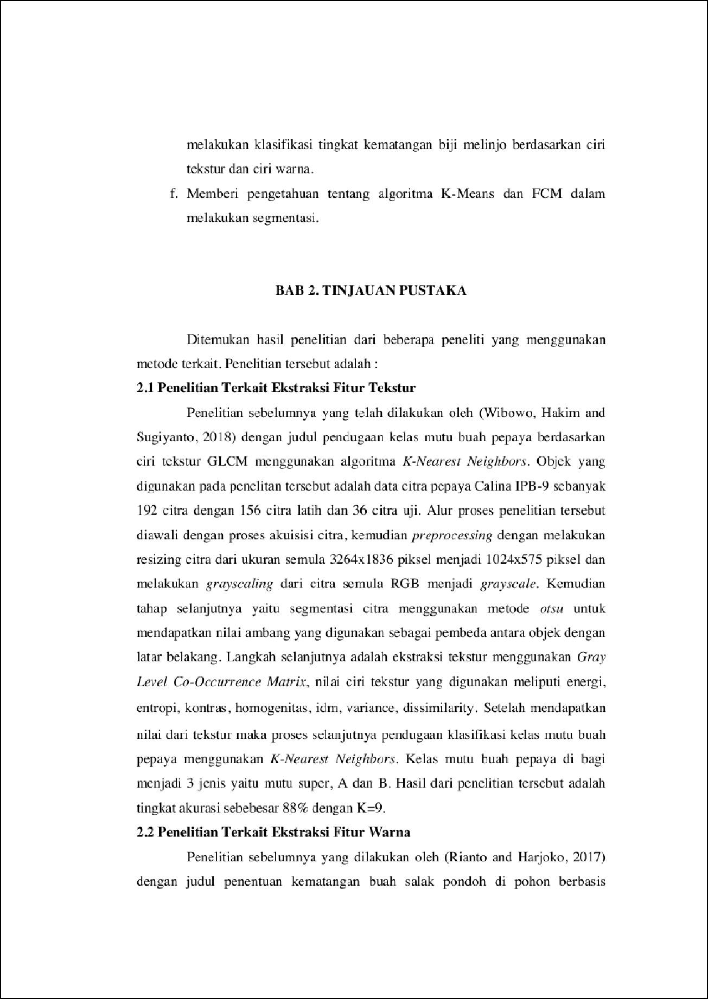 melakukan klasifikasi tingkat kematangan biji melinjo berdasarkan ciri
tekstur dan ciri warna.
f. Memberi pengetahuan tentang algoritma K-Means dan FCM dalam
melakukan segmentasi.
BAB 2. TINJAUAN PUSTAKA
Ditemukan hasil penelitian dari beberapa peneliti yang menggunakan
metode terkait. Penelitian tersebut adalah :
2.1 Penelitian Terkait Ekstraksi Fitur Tekstur
Penelitian sebelumnya yang telah dilakukan oleh (Wibowo, Hakim and
Sugiyanto, 2018) dengan judul pendugaan kelas mutu buah pepaya berdasarkan
ciri tekstur GLCM menggunakan algoritma K-Nearest Neighbors. Objek yang
digunakan pada penelitan tersebut adalah data citra pepaya Calina IPB-9 sebanyak
192 citra dengan 156 citra latih dan 36 citra uji. Alur proses penelitian tersebut
diawali dengan proses akuisisi citra, kemudian preprocessing dengan melakukan
resizing citra dari ukuran semula 3264x1836 piksel menjadi 1024x575 piksel dan
melakukan grayscaling dari citra semula RGB menjadi grayscale. Kemudian
tahap selanjutnya yaitu segmentasi citra menggunakan metode otsu untuk
mendapatkan nilai ambang yang digunakan sebagai pembeda antara objek dengan
latar belakang. Langkah selanjutnya adalah ekstraksi tekstur menggunakan Gray
Level Co-Occurrence Matrix, nilai ciri tekstur yang digunakan meliputi energi,
entropi, kontras, homogenitas, idm, variance, dissimilarity. Setelah mendapatkan
nilai dari tekstur maka proses selanjutnya pendugaan klasifikasi kelas mutu buah
pepaya menggunakan K-Nearest Neighbors. Kelas mutu buah pepaya di bagi
menjadi 3 jenis yaitu mutu super, A dan B. Hasil dari penelitian tersebut adalah
tingkat akurasi sebebesar 88% dengan K=9.
2.2 Penelitian Terkait Ekstraksi Fitur Warna
Penelitian sebelumnya yang dilakukan oleh (Rianto and Harjoko, 2017)
dengan judul penentuan kematangan buah salak pondoh di pohon berbasis